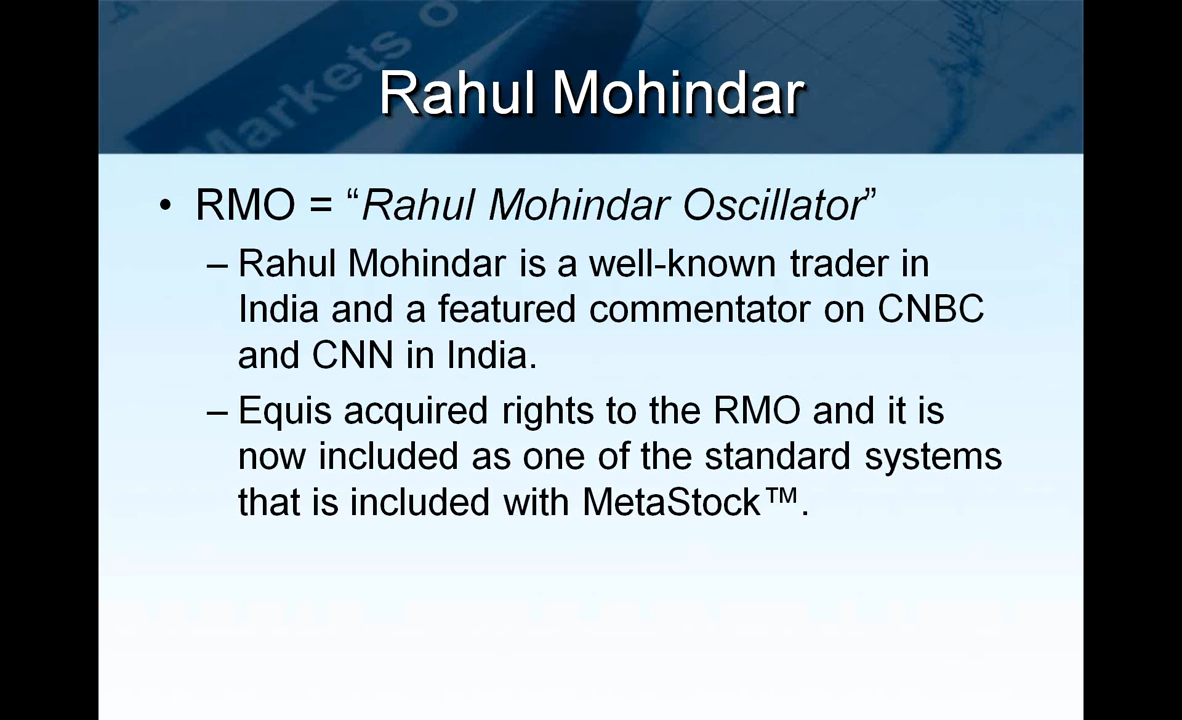 Markets o
Rahul Mohindar
• RMO = “Rahul Mohindar Oscillator”
– Rahul Mohindar is a well-known trader in
India and a featured commentator on CNBC
and CNN in India.
– Equis acquired rights to the RMO and it is
now included as one of the standard systems
that is included with MetaStock™.